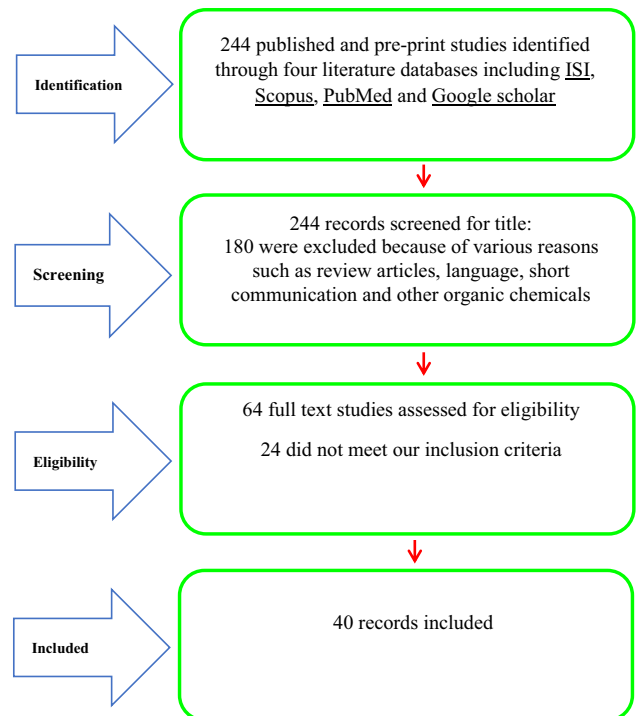 Identification
244 published and pre-print studies identified
through four literature databases including ISI,
Scopus, PubMed and Google scholar
Screening
244 records screened for title:
180 were excluded because of various reasons
such as review articles, language, short
communication and other organic chemicals
Eligibility
64 full text studies assessed for eligibility
24 did not meet our inclusion criteria
Included
40 records included